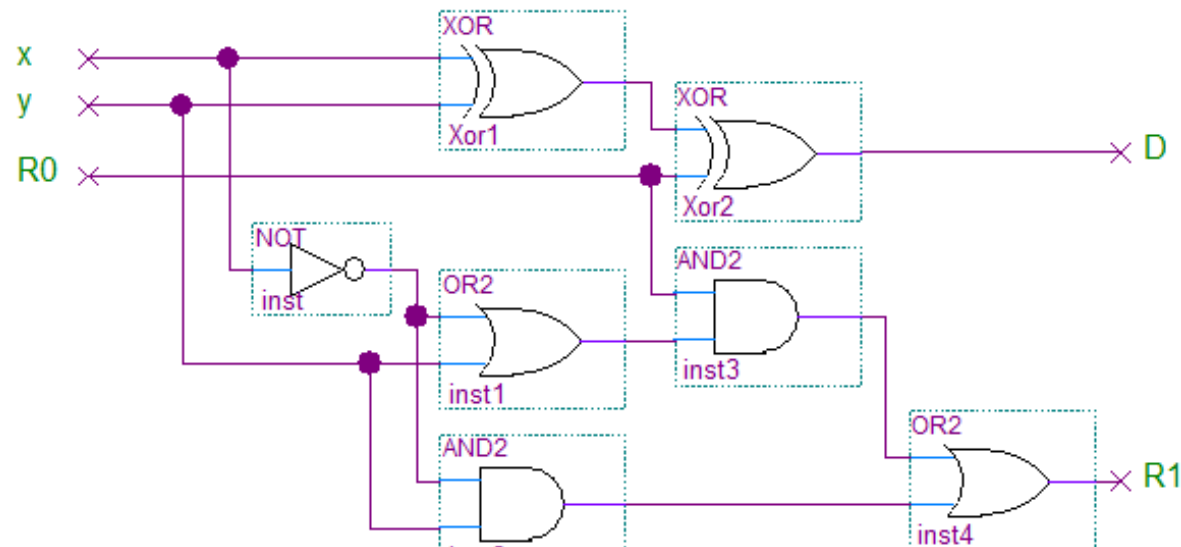 XOR
x
y
Xor1
XOR
D
R0
Xor2
NOT
AND2
OR2
inst
inst3
inst1
OR2
AND2
R1
inst4